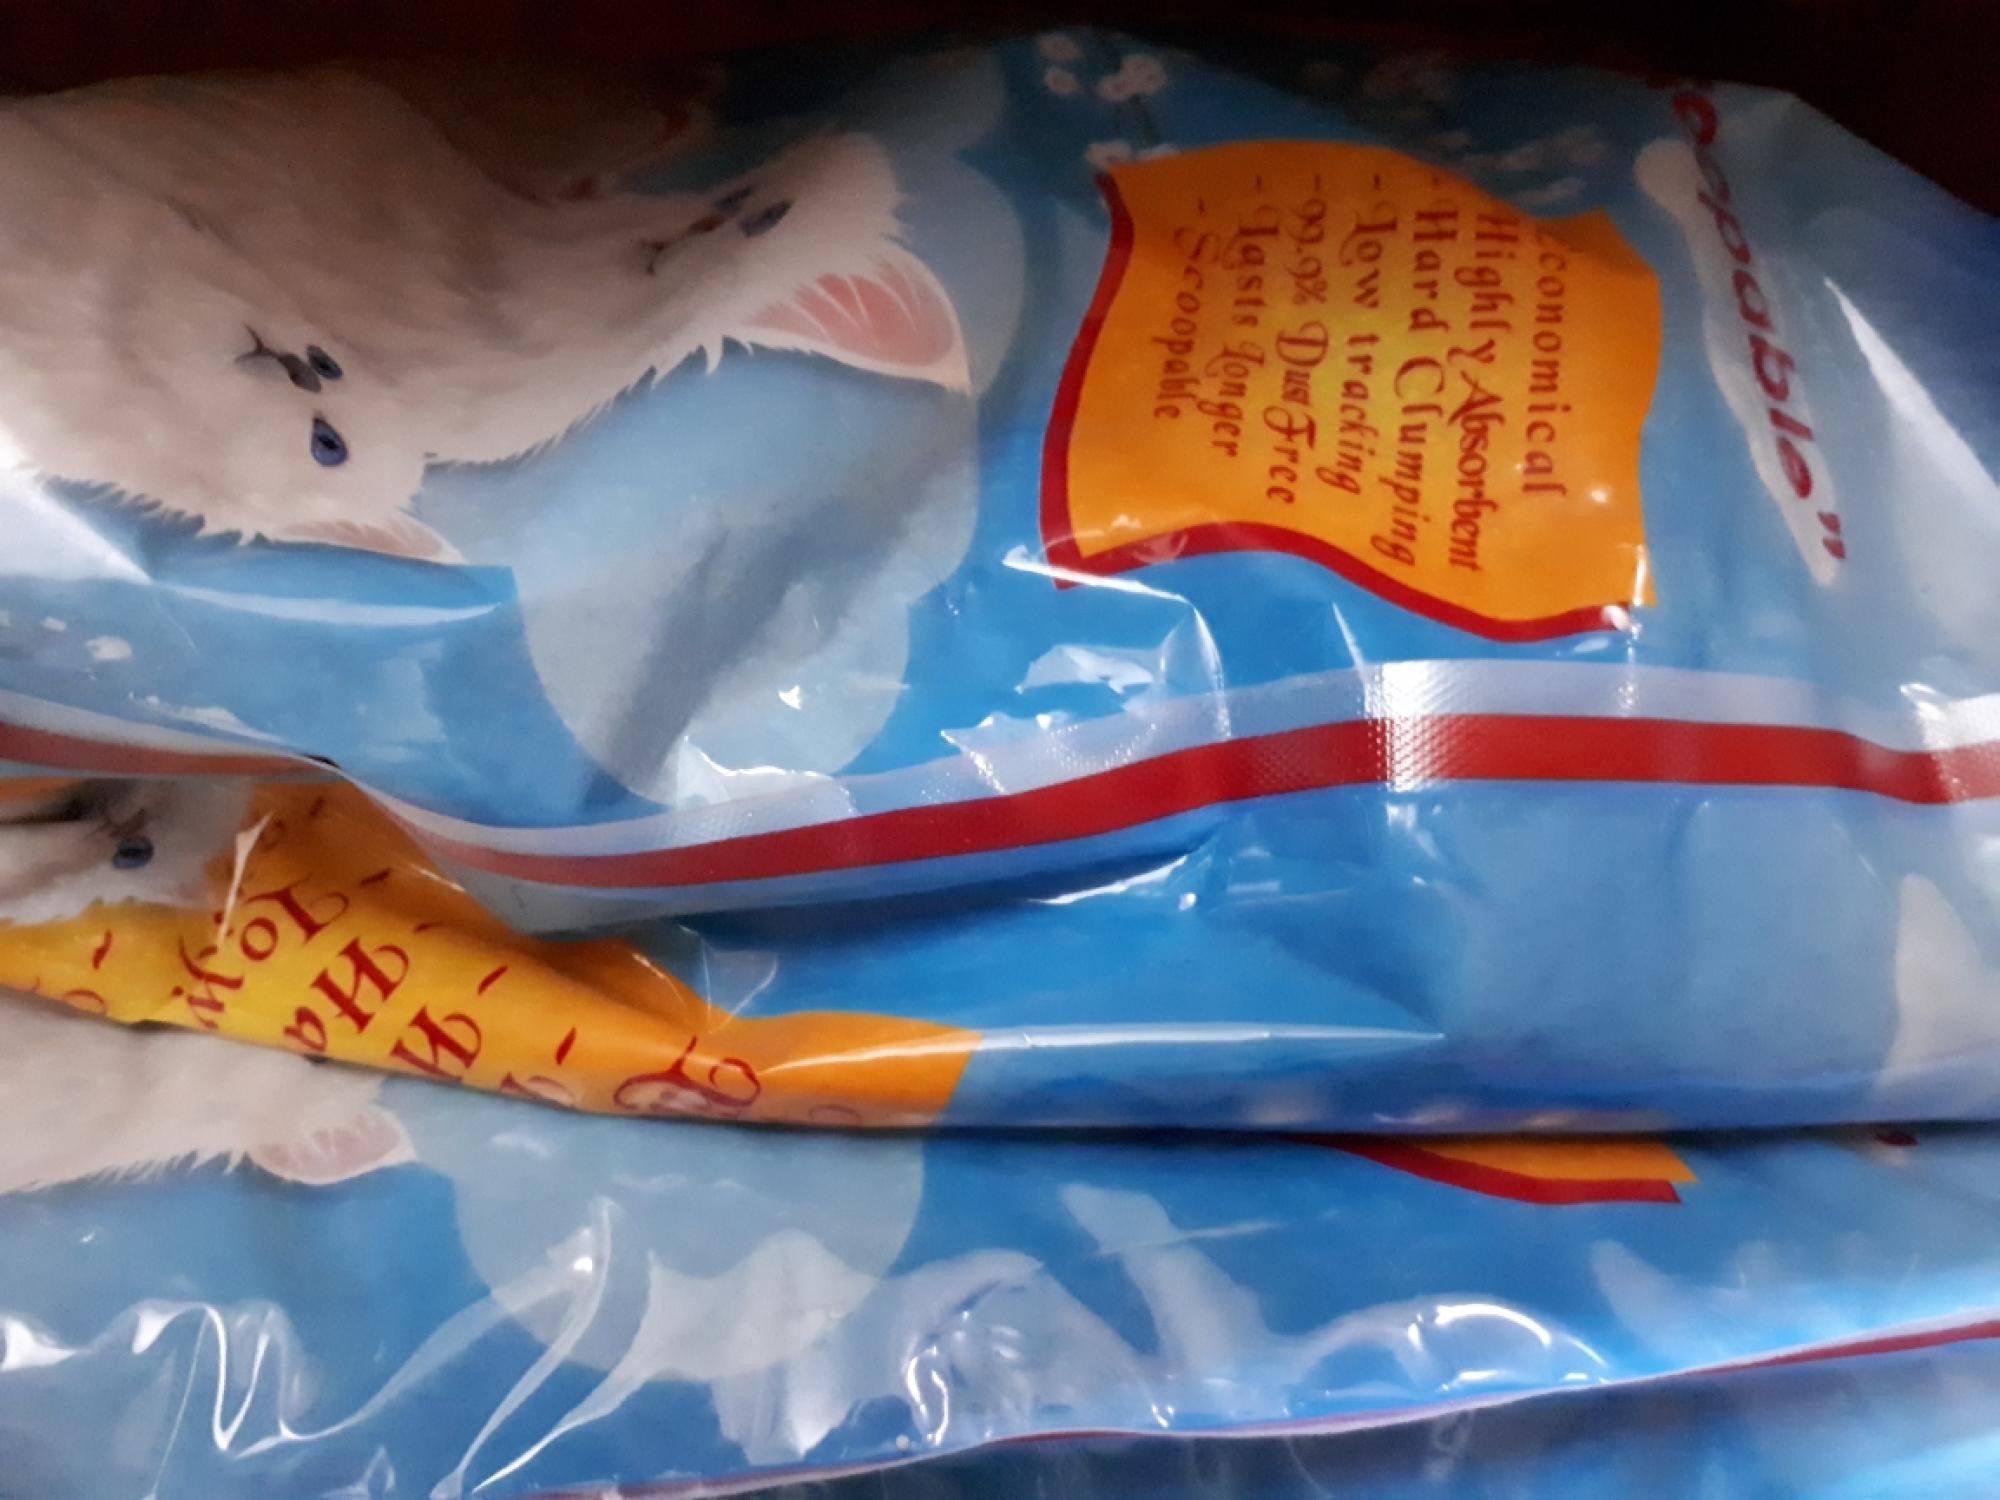 Scoopable"
Economical
- Highly Absorbent
- Hard Clumping
- Low tracking
- 99.9% Dust Free
- Lasts Longer
- Scoopable